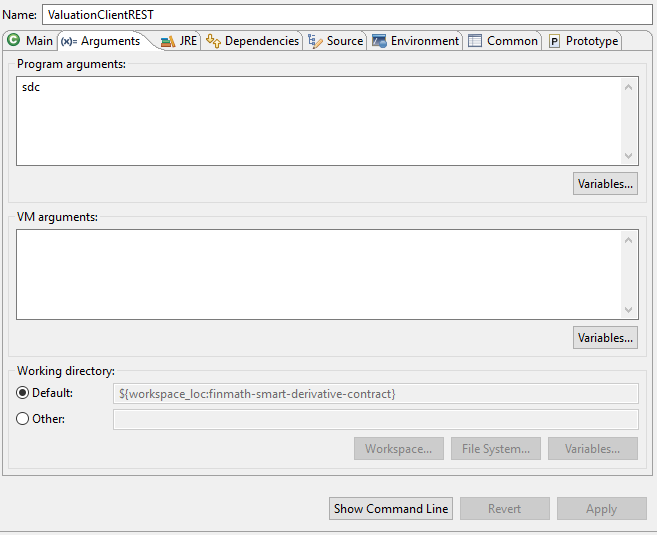 Name: ValuationClientREST
Main (x)= Arguments JRE Dependencies Source Environment Common Prototype
Program arguments:
sdc
Variables...
VM arguments:
Variables...
Working directory:
Default: ${workspace_loc:finmath-smart-derivative-contract}
Other:
Workspace... File System... Variables...
Show Command Line Revert Apply